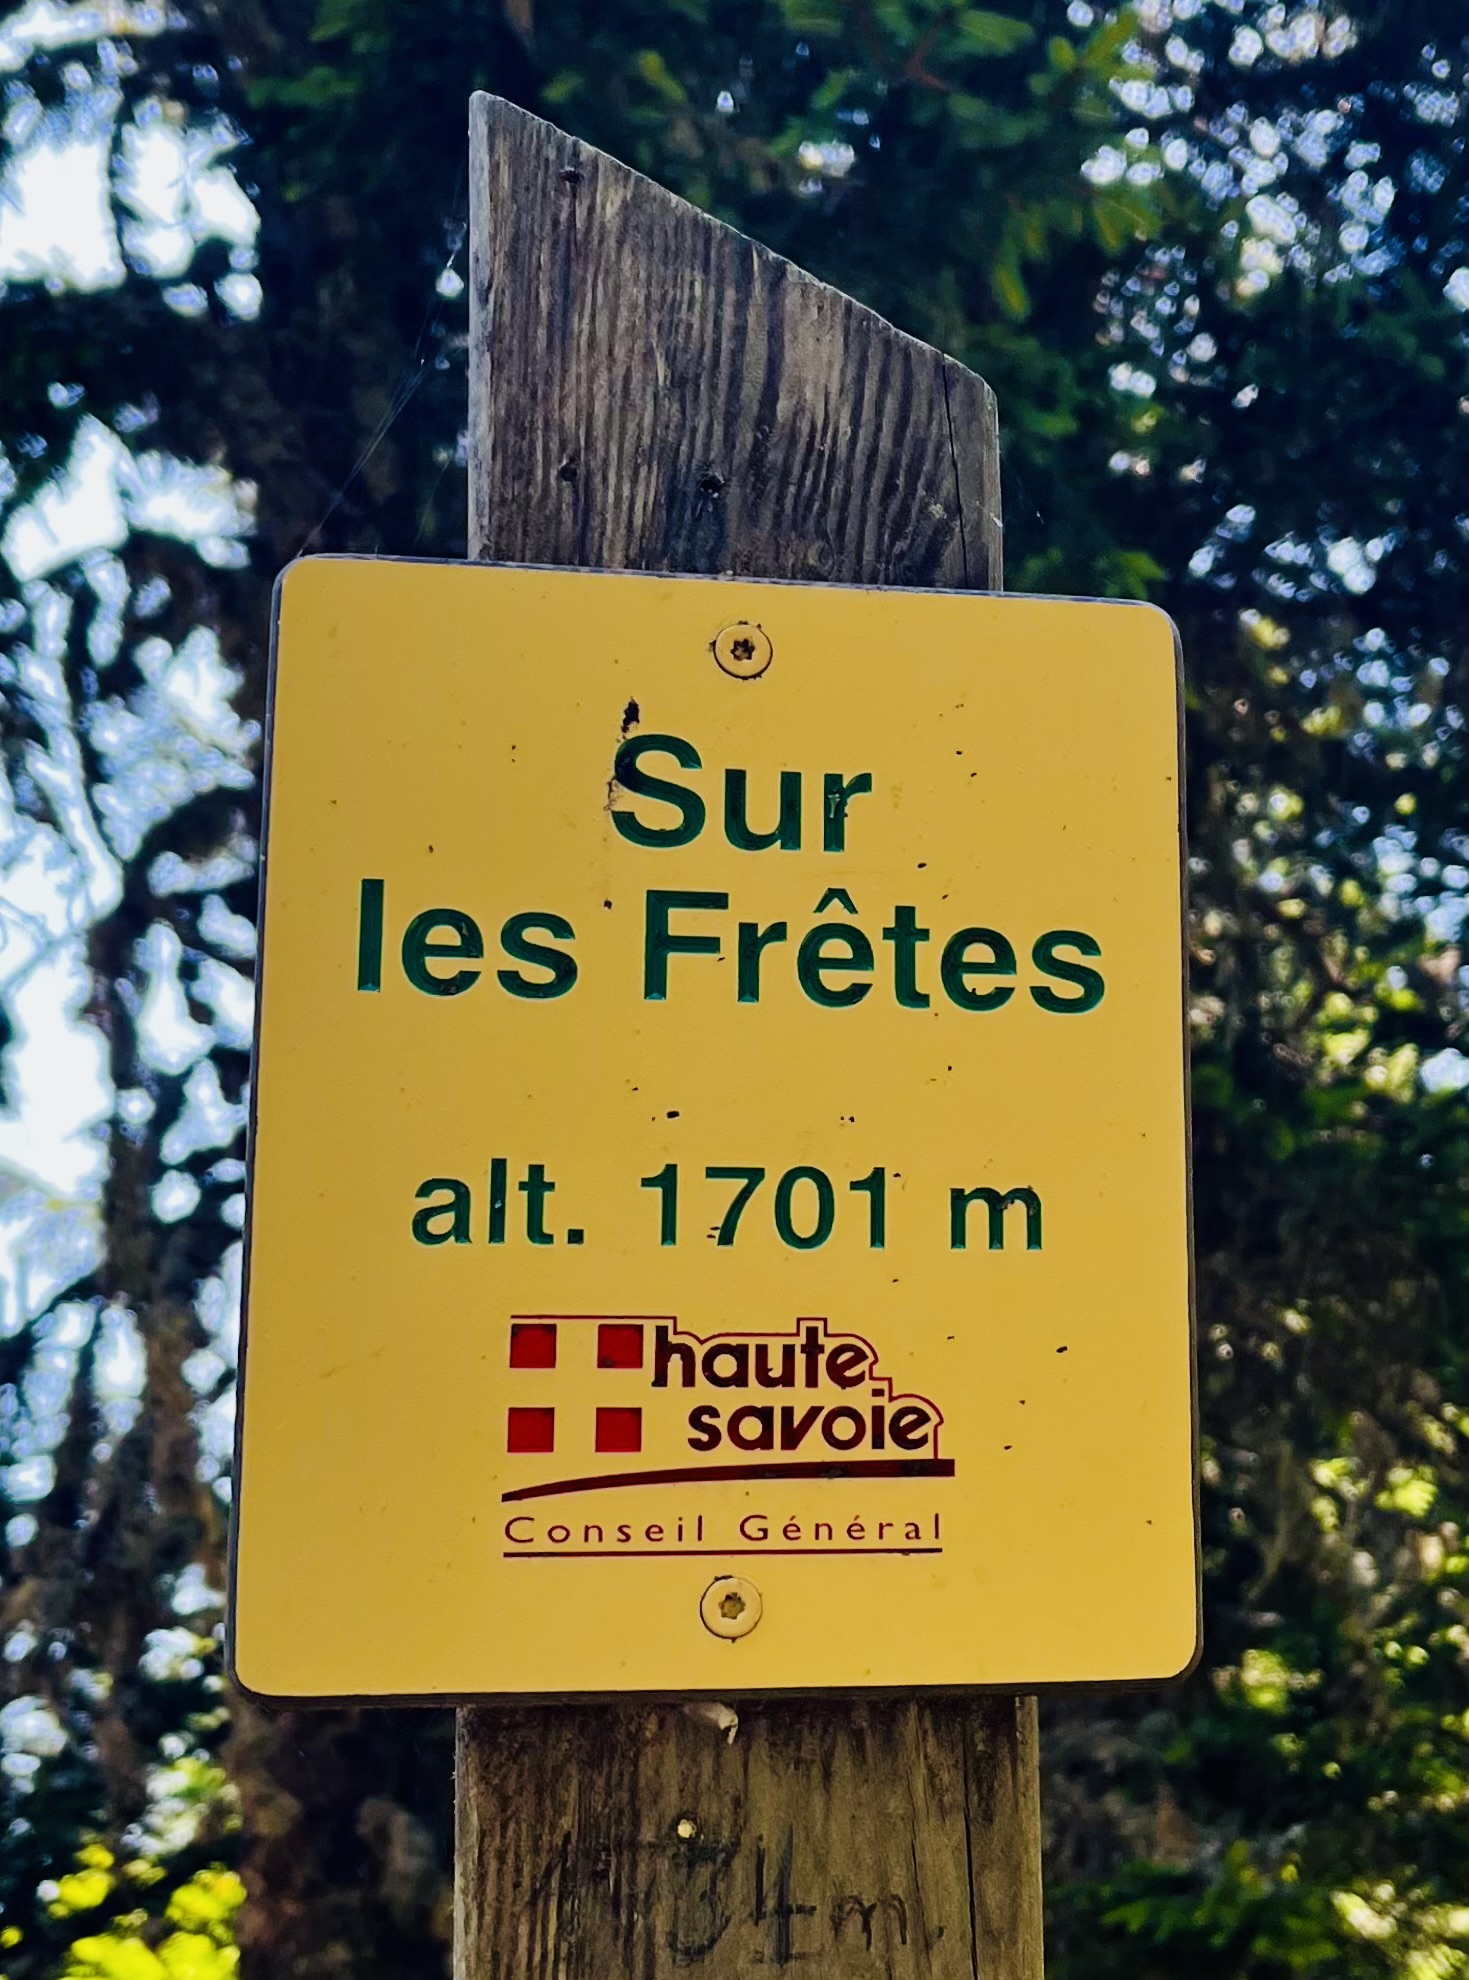 Sur
les Frêtes
alt. 1701 m
haute
savoie
Conseil Général